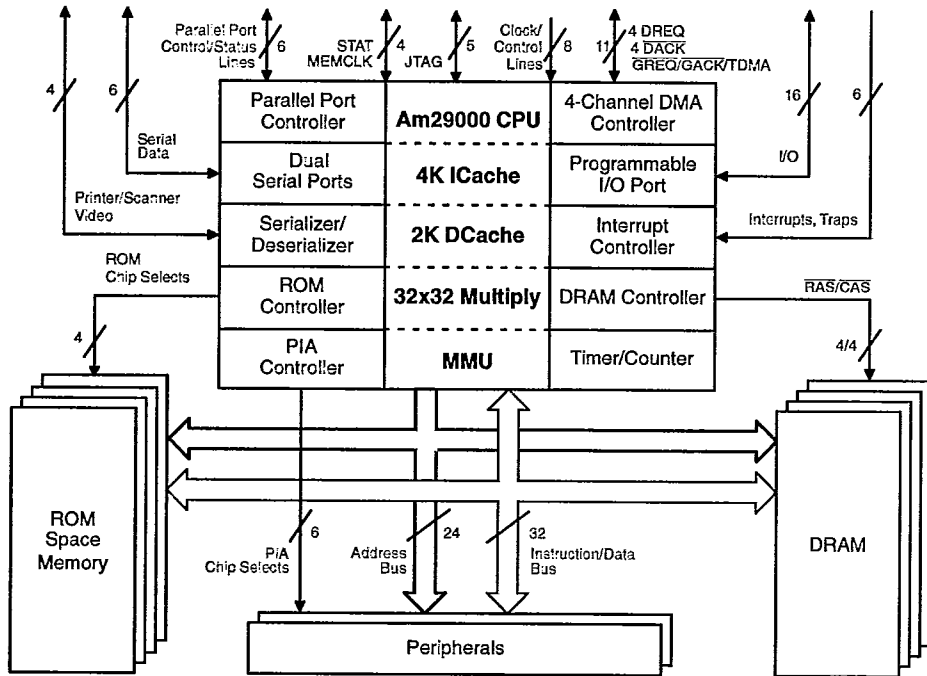 Parallel Port
Control/Status
Lines
6
STAT
MEMCLK
4
JTAG
5
Clock/
Control
Lines
8
11
4 DREQ
4 DACK
GREQ/GACK/TDMA
4
6
16
6
Serial
Data
Printer/Scanner
Video
I/O
Interrupts, Traps
Parallel Port
Controller
Am29000 CPU
4-Channel DMA
Controller
Dual
Serial Ports
4K ICache
Programmable
I/O Port
Serializer/
Deserializer
2K DCache
Interrupt
Controller
ROM
Controller
32x32 Multiply
DRAM Controller
PIA
Controller
MMU
Timer/Counter
ROM
Chip Selects
4
RAS/CAS
4/4
ROM
Space
Memory
6
PIA
Chip Selects
Address
Bus
24
32
Instruction/Data
Bus
DRAM
Peripherals